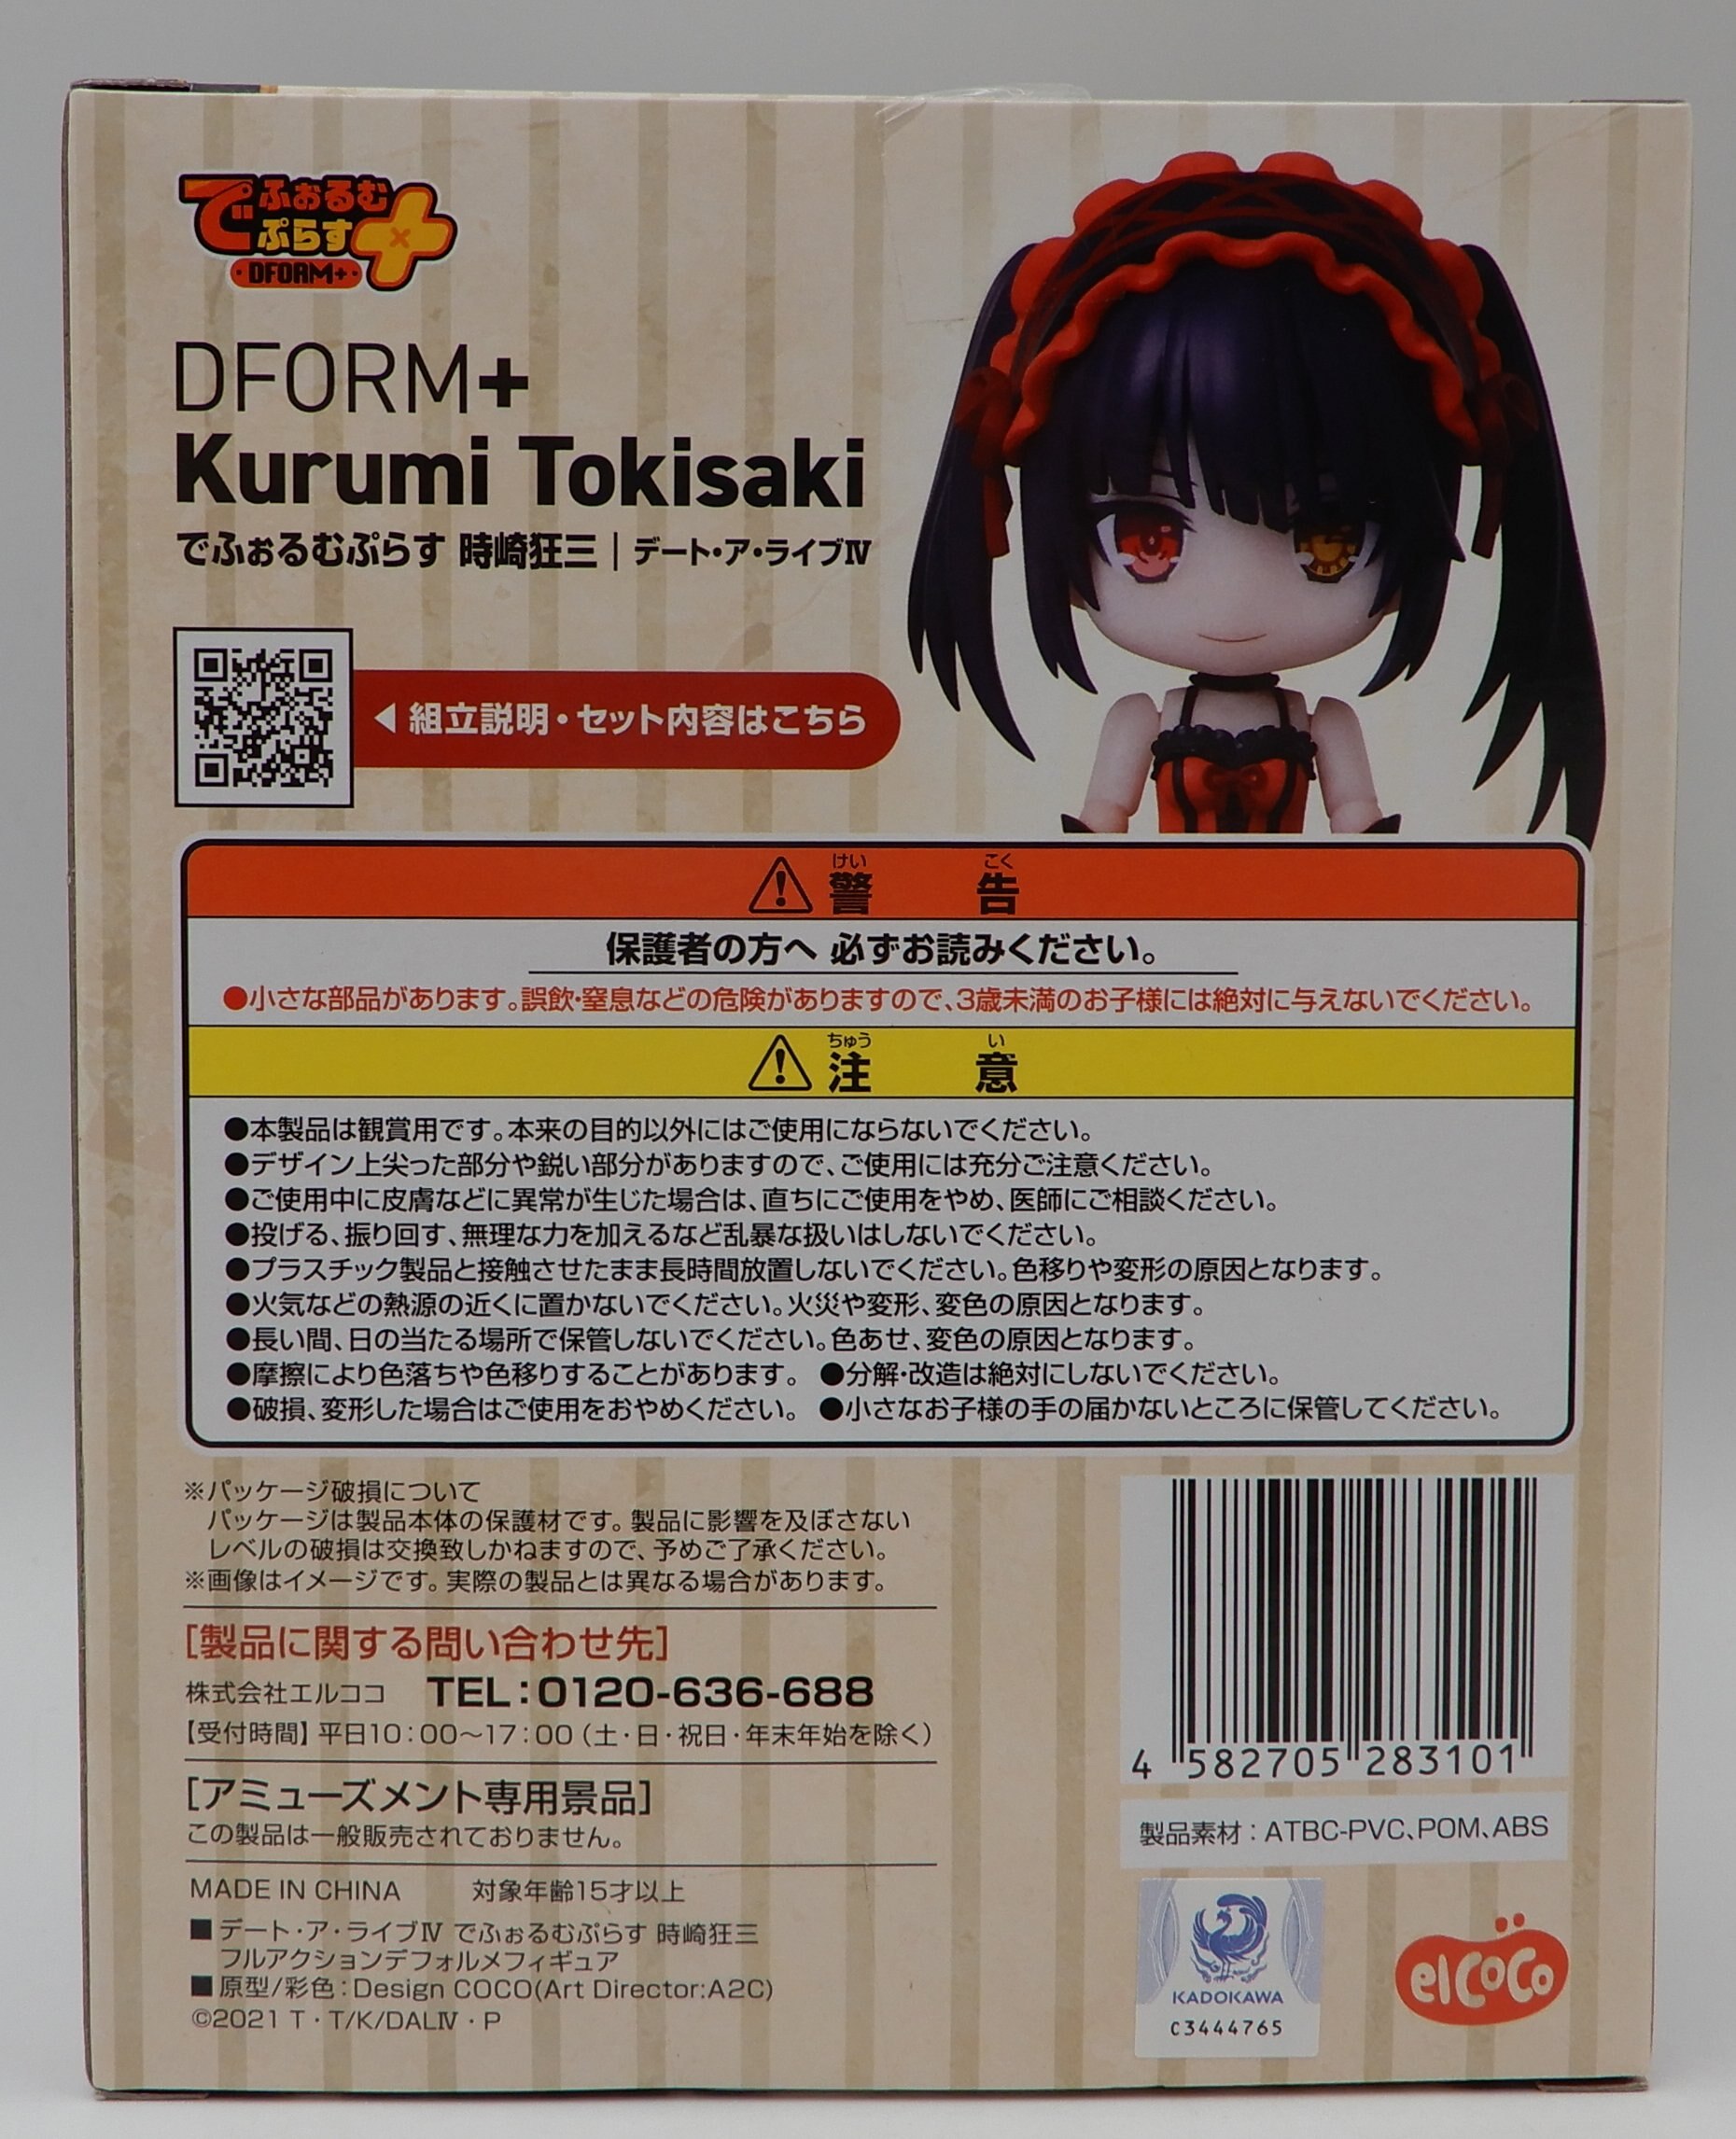 でふぉるむ
ぷらす
DFORM+
DFORM+
Kurumi Tokisaki
でふぉるむぷらす 時崎狂三｜デート・ア・ライブⅣ
◀組立説明・セット内容はこちら
けい こく
警 告
保護者の方へ 必ずお読みください。
●小さな部品があります。誤飲・窒息などの危険がありますので、3歳未満のお子様には絶対に与えないでください。
ちゅう い
注 意
●本製品は観賞用です。本来の目的以外にはご使用にならないでください。
●デザイン上尖った部分や鋭い部分がありますので、ご使用には充分ご注意ください。
●ご使用中に皮膚などに異常が生じた場合は、直ちにご使用をやめ、医師にご相談ください。
●投げる、振り回す、無理な力を加えるなど乱暴な扱いはしないでください。
●プラスチック製品と接触させたまま長時間放置しないでください。色移りや変形の原因となります。
●火気などの熱源の近くに置かないでください。火災や変形、変色の原因となります。
●長い間、日の当たる場所で保管しないでください。色あせ、変色の原因となります。
●摩擦により色落ちや色移りすることがあります。 ●分解・改造は絶対にしないでください。
●破損、変形した場合はご使用をおやめください。 ●小さなお子様の手の届かないところに保管してください。
※パッケージ破損について
パッケージは製品本体の保護材です。製品に影響を及ぼさない
レベルの破損は交換致しかねますので、予めご了承ください。
※画像はイメージです。実際の製品とは異なる場合があります。
[製品に関する問い合わせ先]
株式会社エルココ TEL：0120-636-688
【受付時間】平日10：00〜17：00（土・日・祝日・年末年始を除く）
[アミューズメント専用景品]
この製品は一般販売されておりません。
MADE IN CHINA 対象年齢15才以上
■デート・ア・ライブⅣ でふぉるむぷらす 時崎狂三
フルアクションデフォルメフィギュア
■原型/彩色：Design COCO(Art Director:A2C)
©2021 T・T/K/DALⅣ・P
4 582705 283101
製品素材：ATBC-PVC、POM、ABS
KADOKAWA
C3444765
elCoCo